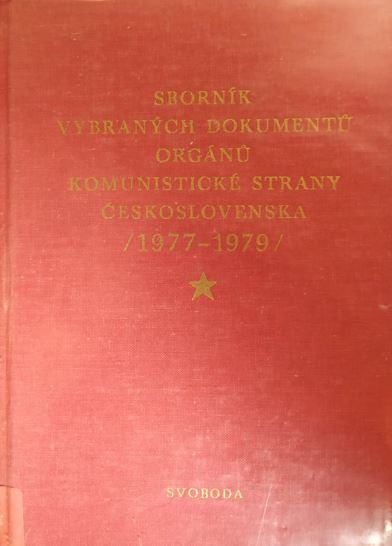 SBORNÍK
VYBRANÝCH DOKUMENTŮ
ORGÁNŮ
KOMUNISTICKÉ STRANY
ČESKOSLOVENSKA
/1977-1979/
SVOBODA